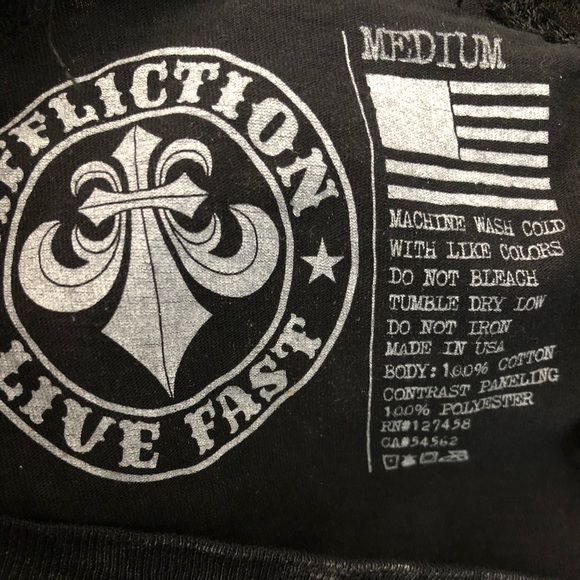 AFFLICTION
LIVE FAST
MEDIUM
MACHINE WASH COLD
WITH LIKE COLORS
DO NOT BLEACH
TUMBLE DRY LOW
DO NOT IRON
MADE IN USA
BODY: 100% COTTON
CONTRAST PANELING
100% POLYESTER
RN#127458
CA#54562